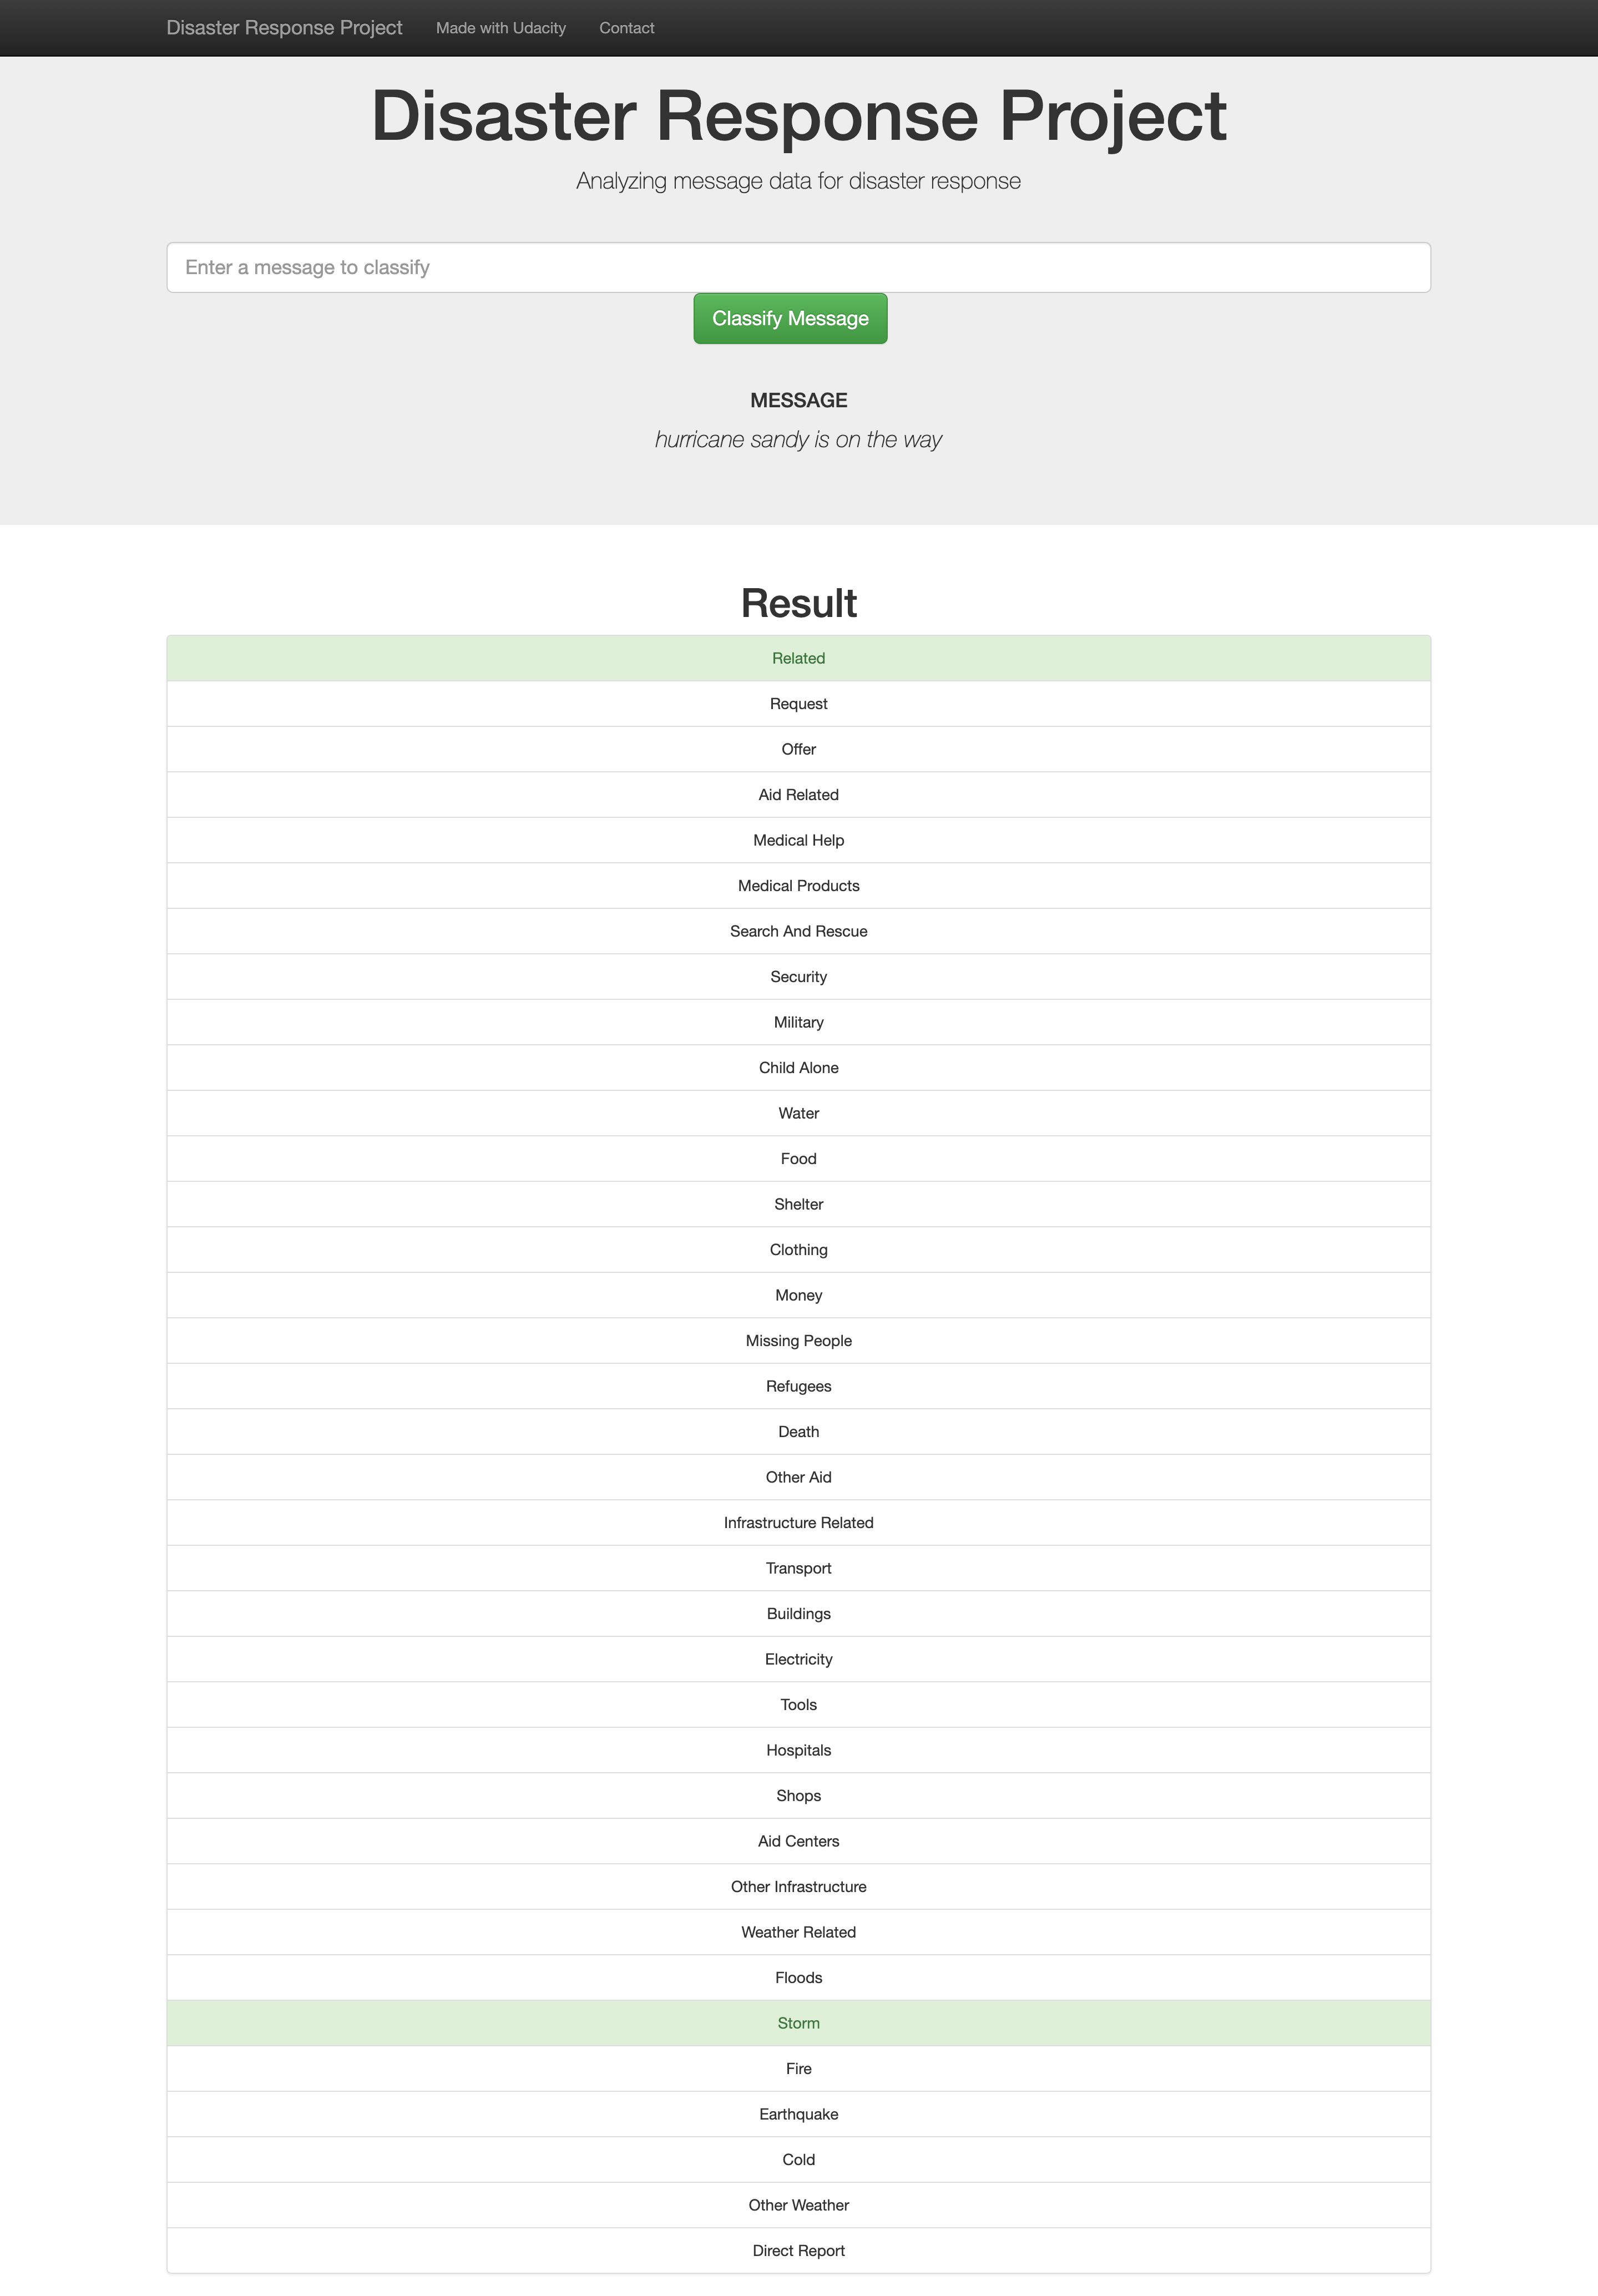 Disaster Response Project Made with Udacity Contact
Disaster Response Project
Analyzing message data for disaster response
Enter a message to classify
Classify Message
MESSAGE
hurricane sandy is on the way
Result
Related
Request
Offer
Aid Related
Medical Help
Medical Products
Search And Rescue
Security
Military
Child Alone
Water
Food
Shelter
Clothing
Money
Missing People
Refugees
Death
Other Aid
Infrastructure Related
Transport
Buildings
Electricity
Tools
Hospitals
Shops
Aid Centers
Other Infrastructure
Weather Related
Floods
Storm
Fire
Earthquake
Cold
Other Weather
Direct Report